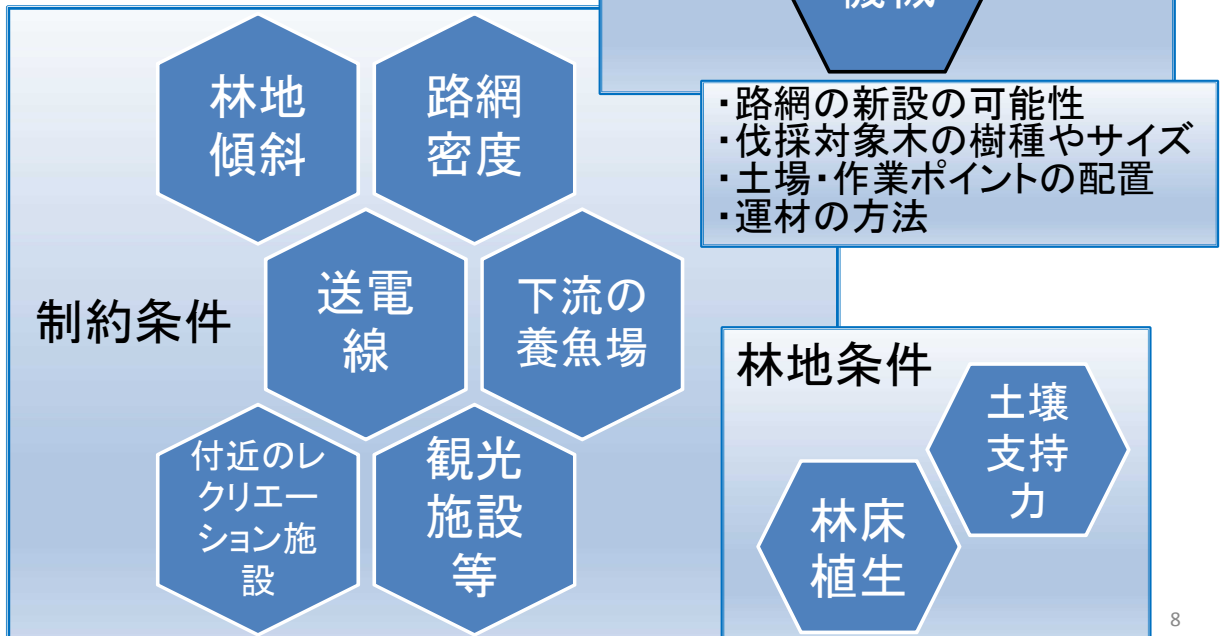 機械
林地
傾斜
路網
密度
・路網の新設の可能性
・伐採対象木の樹種やサイズ
・土場・作業ポイントの配置
・運材の方法
制約条件
送電
線
下流の
養魚場
付近のレ
クリエー
ション施
設
観光
施設
等
林地条件
土壌
支持
力
林床
植生
8